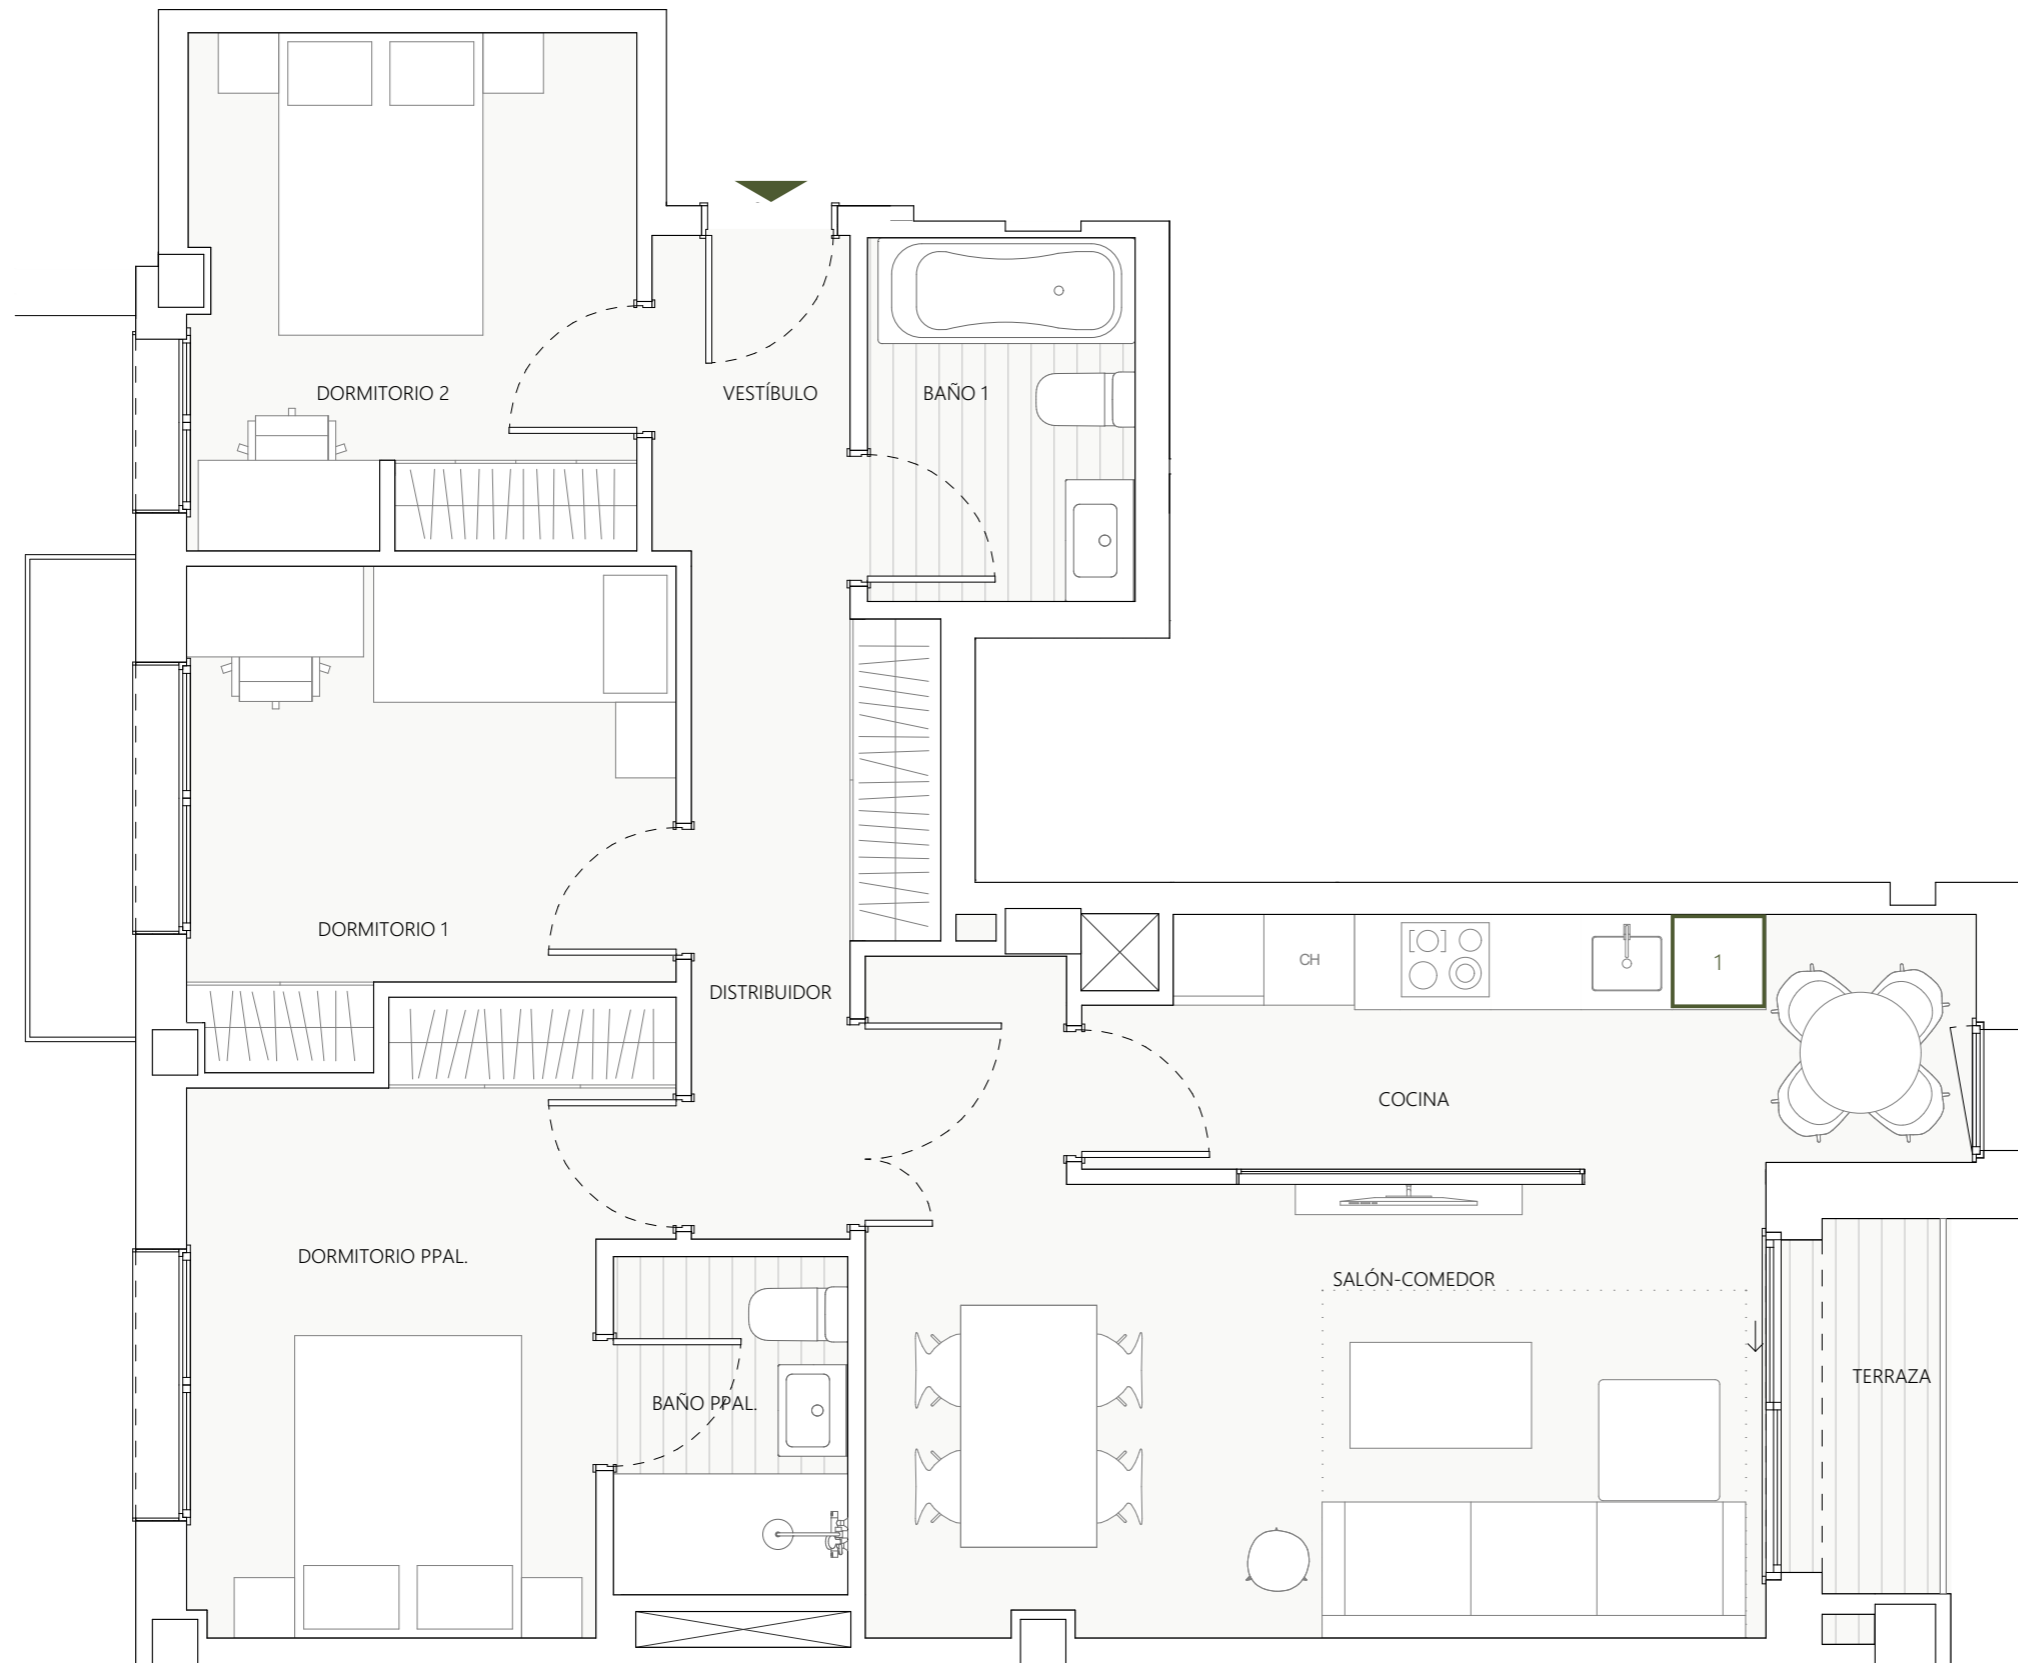 DORMITORIO 2
VESTÍBULO
BAÑO 1
DORMITORIO 1
DISTRIBUIDOR
CH
1
COCINA
DORMITORIO PPAL.
SALÓN-COMEDOR
BAÑO PPAL.
TERRAZA